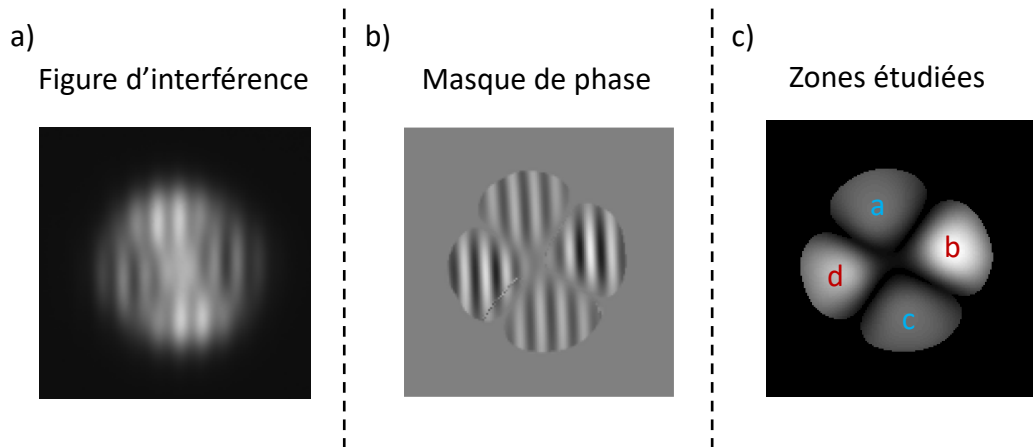 a)
Figure d’interférence
b)
Masque de phase
c)
Zones étudiées
a
b
d
c